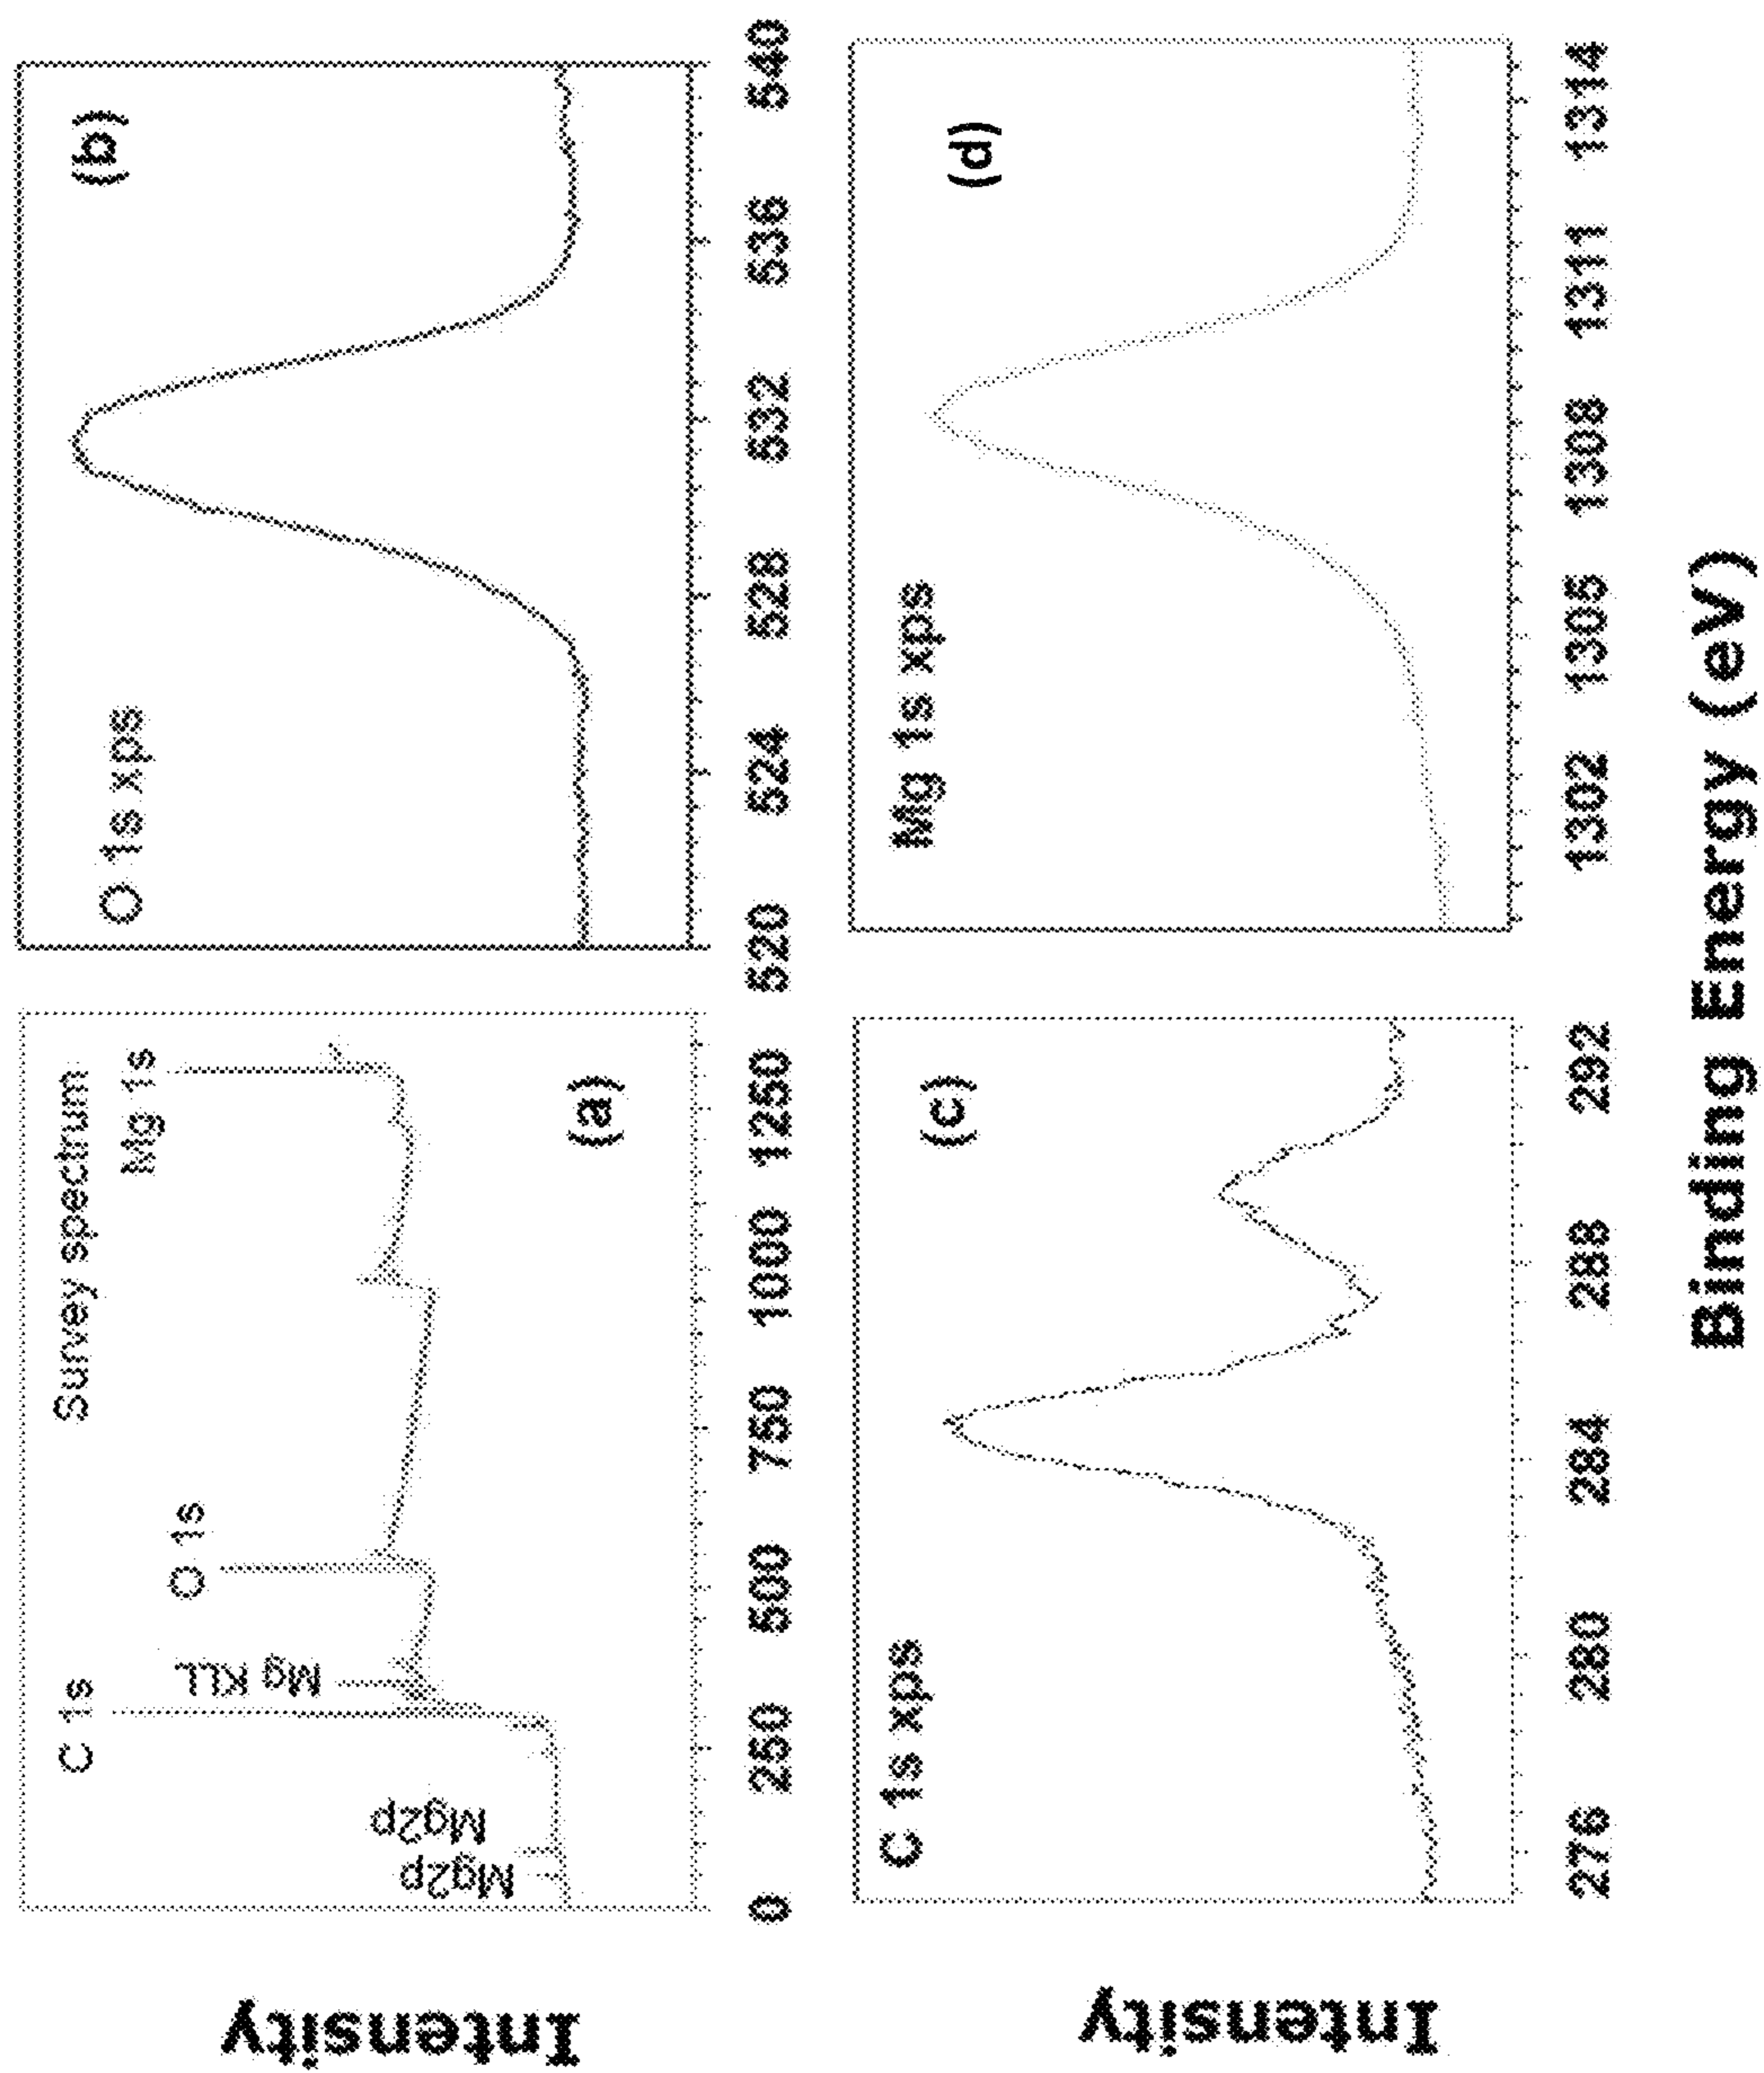 Survey spectrum
C 1s
Mg 1s
O 1s
Mg KLL
Mg2p
Mg2p
(a)
0 250 500 750 1000 1250
O 1s xps
(b)
520 524 528 532 536 540
Intensity
C 1s xps
(c)
276 280 284 288 292
Mg 1s xps
(d)
1302 1305 1308 1311 1314
Intensity
Binding Energy (eV)